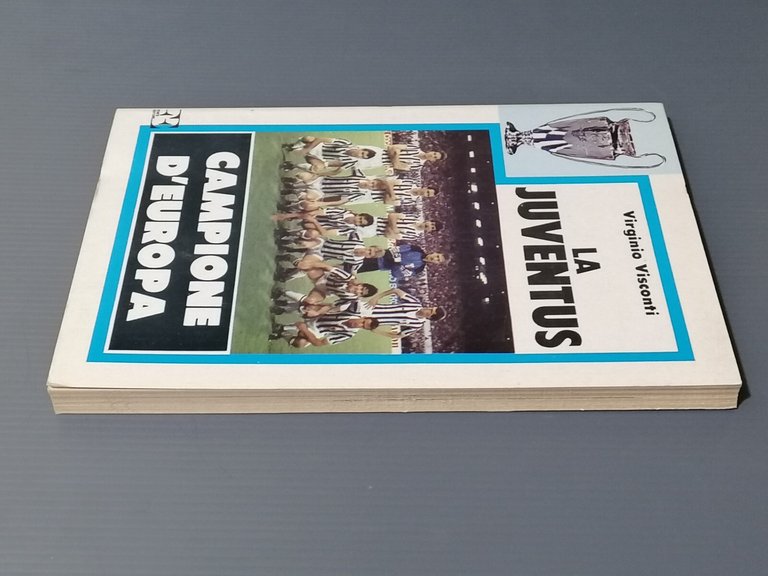 Virginio Visconti
LA
JUVENTUS
CAMPIONE
D'EUROPA